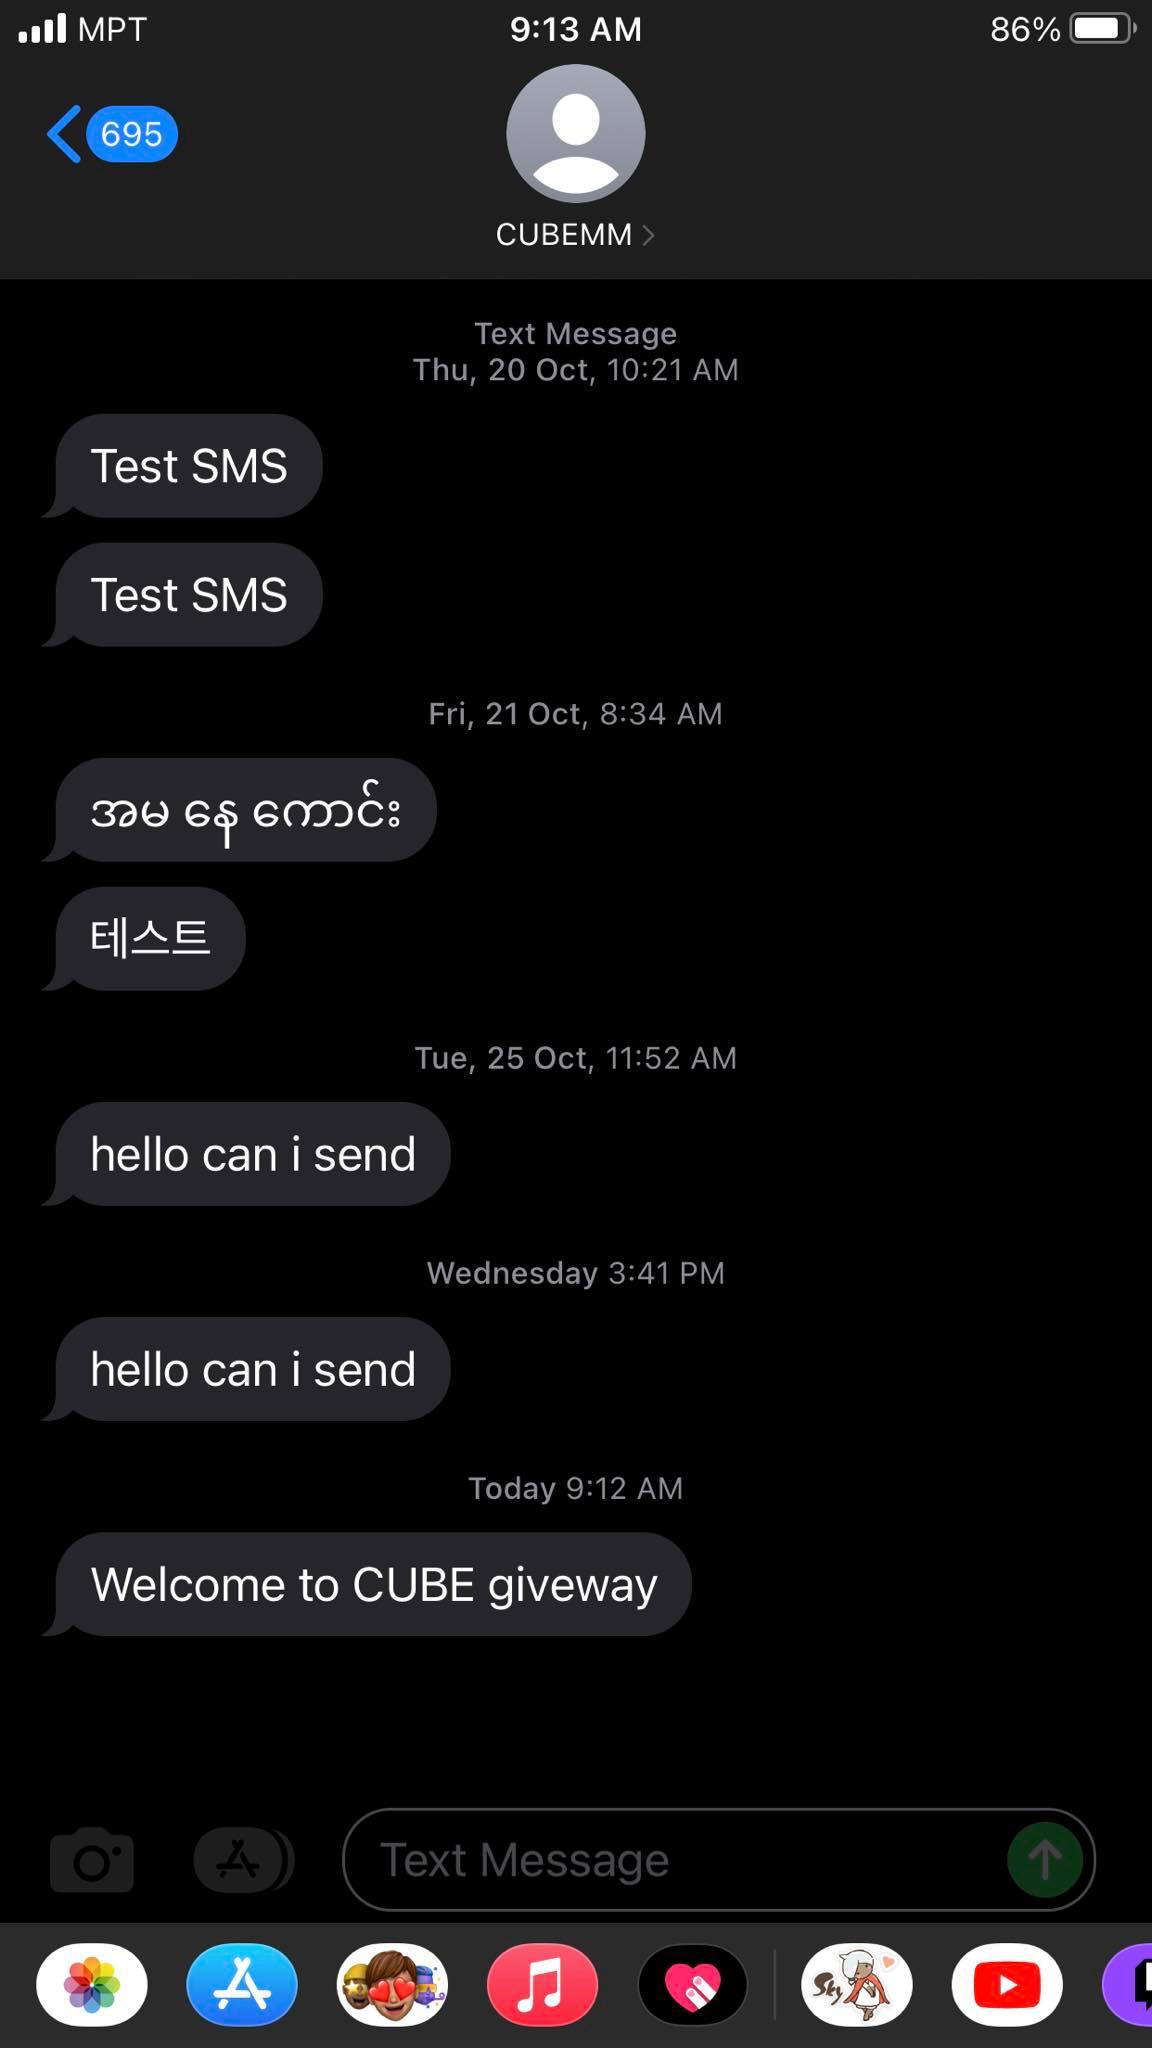 MPT
9:13 AM
86%
695
CUBEMM
Text Message
Thu, 20 Oct, 10:21 AM
Test SMS
Test SMS
Fri, 21 Oct, 8:34 AM
အမ နေ ကောင်း
테스트
Tue, 25 Oct, 11:52 AM
hello can i send
Wednesday 3:41 PM
hello can i send
Today 9:12 AM
Welcome to CUBE giveway
Text Message
Sky